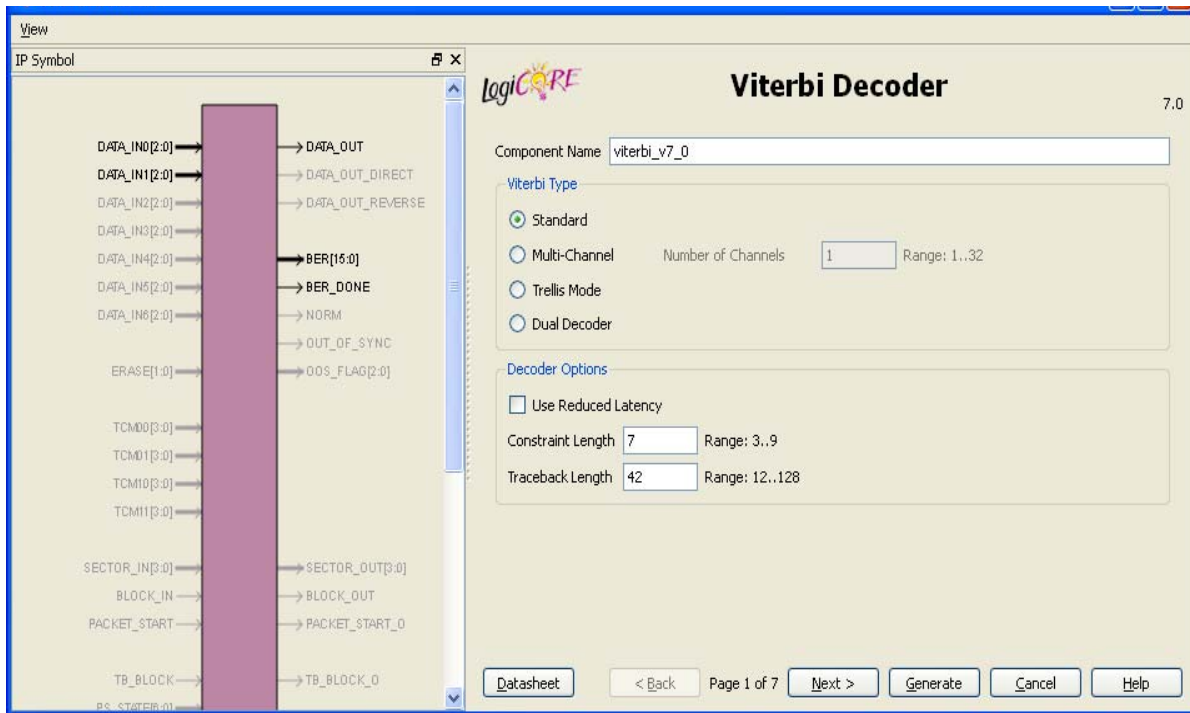 View
IP Symbol
DATA_IN0[2:0]
DATA_IN1[2:0]
DATA_IN2[2:0]
DATA_IN3[2:0]
DATA_IN4[2:0]
DATA_IN5[2:0]
DATA_IN6[2:0]
ERASE[1:0]
TCM00[3:0]
TCM01[3:0]
TCM10[3:0]
TCM11[3:0]
SECTOR_IN[3:0]
BLOCK_IN
PACKET_START
TB_BLOCK
PS_STATE[6:0]
DATA_OUT
DATA_OUT_DIRECT
DATA_OUT_REVERSE
BER[15:0]
BER_DONE
NORM
OUT_OF_SYNC
OOS_FLAG[2:0]
SECTOR_OUT[3:0]
BLOCK_OUT
PACKET_START_O
TB_BLOCK_O
LogiCORE
Viterbi Decoder
7.0
Component Name viterbi_v7_0
Viterbi Type
Standard
Multi-Channel Number of Channels 1 Range: 1..32
Trellis Mode
Dual Decoder
Decoder Options
Use Reduced Latency
Constraint Length 7 Range: 3..9
Traceback Length 42 Range: 12..128
Datasheet < Back Page 1 of 7 Next > Generate Cancel Help